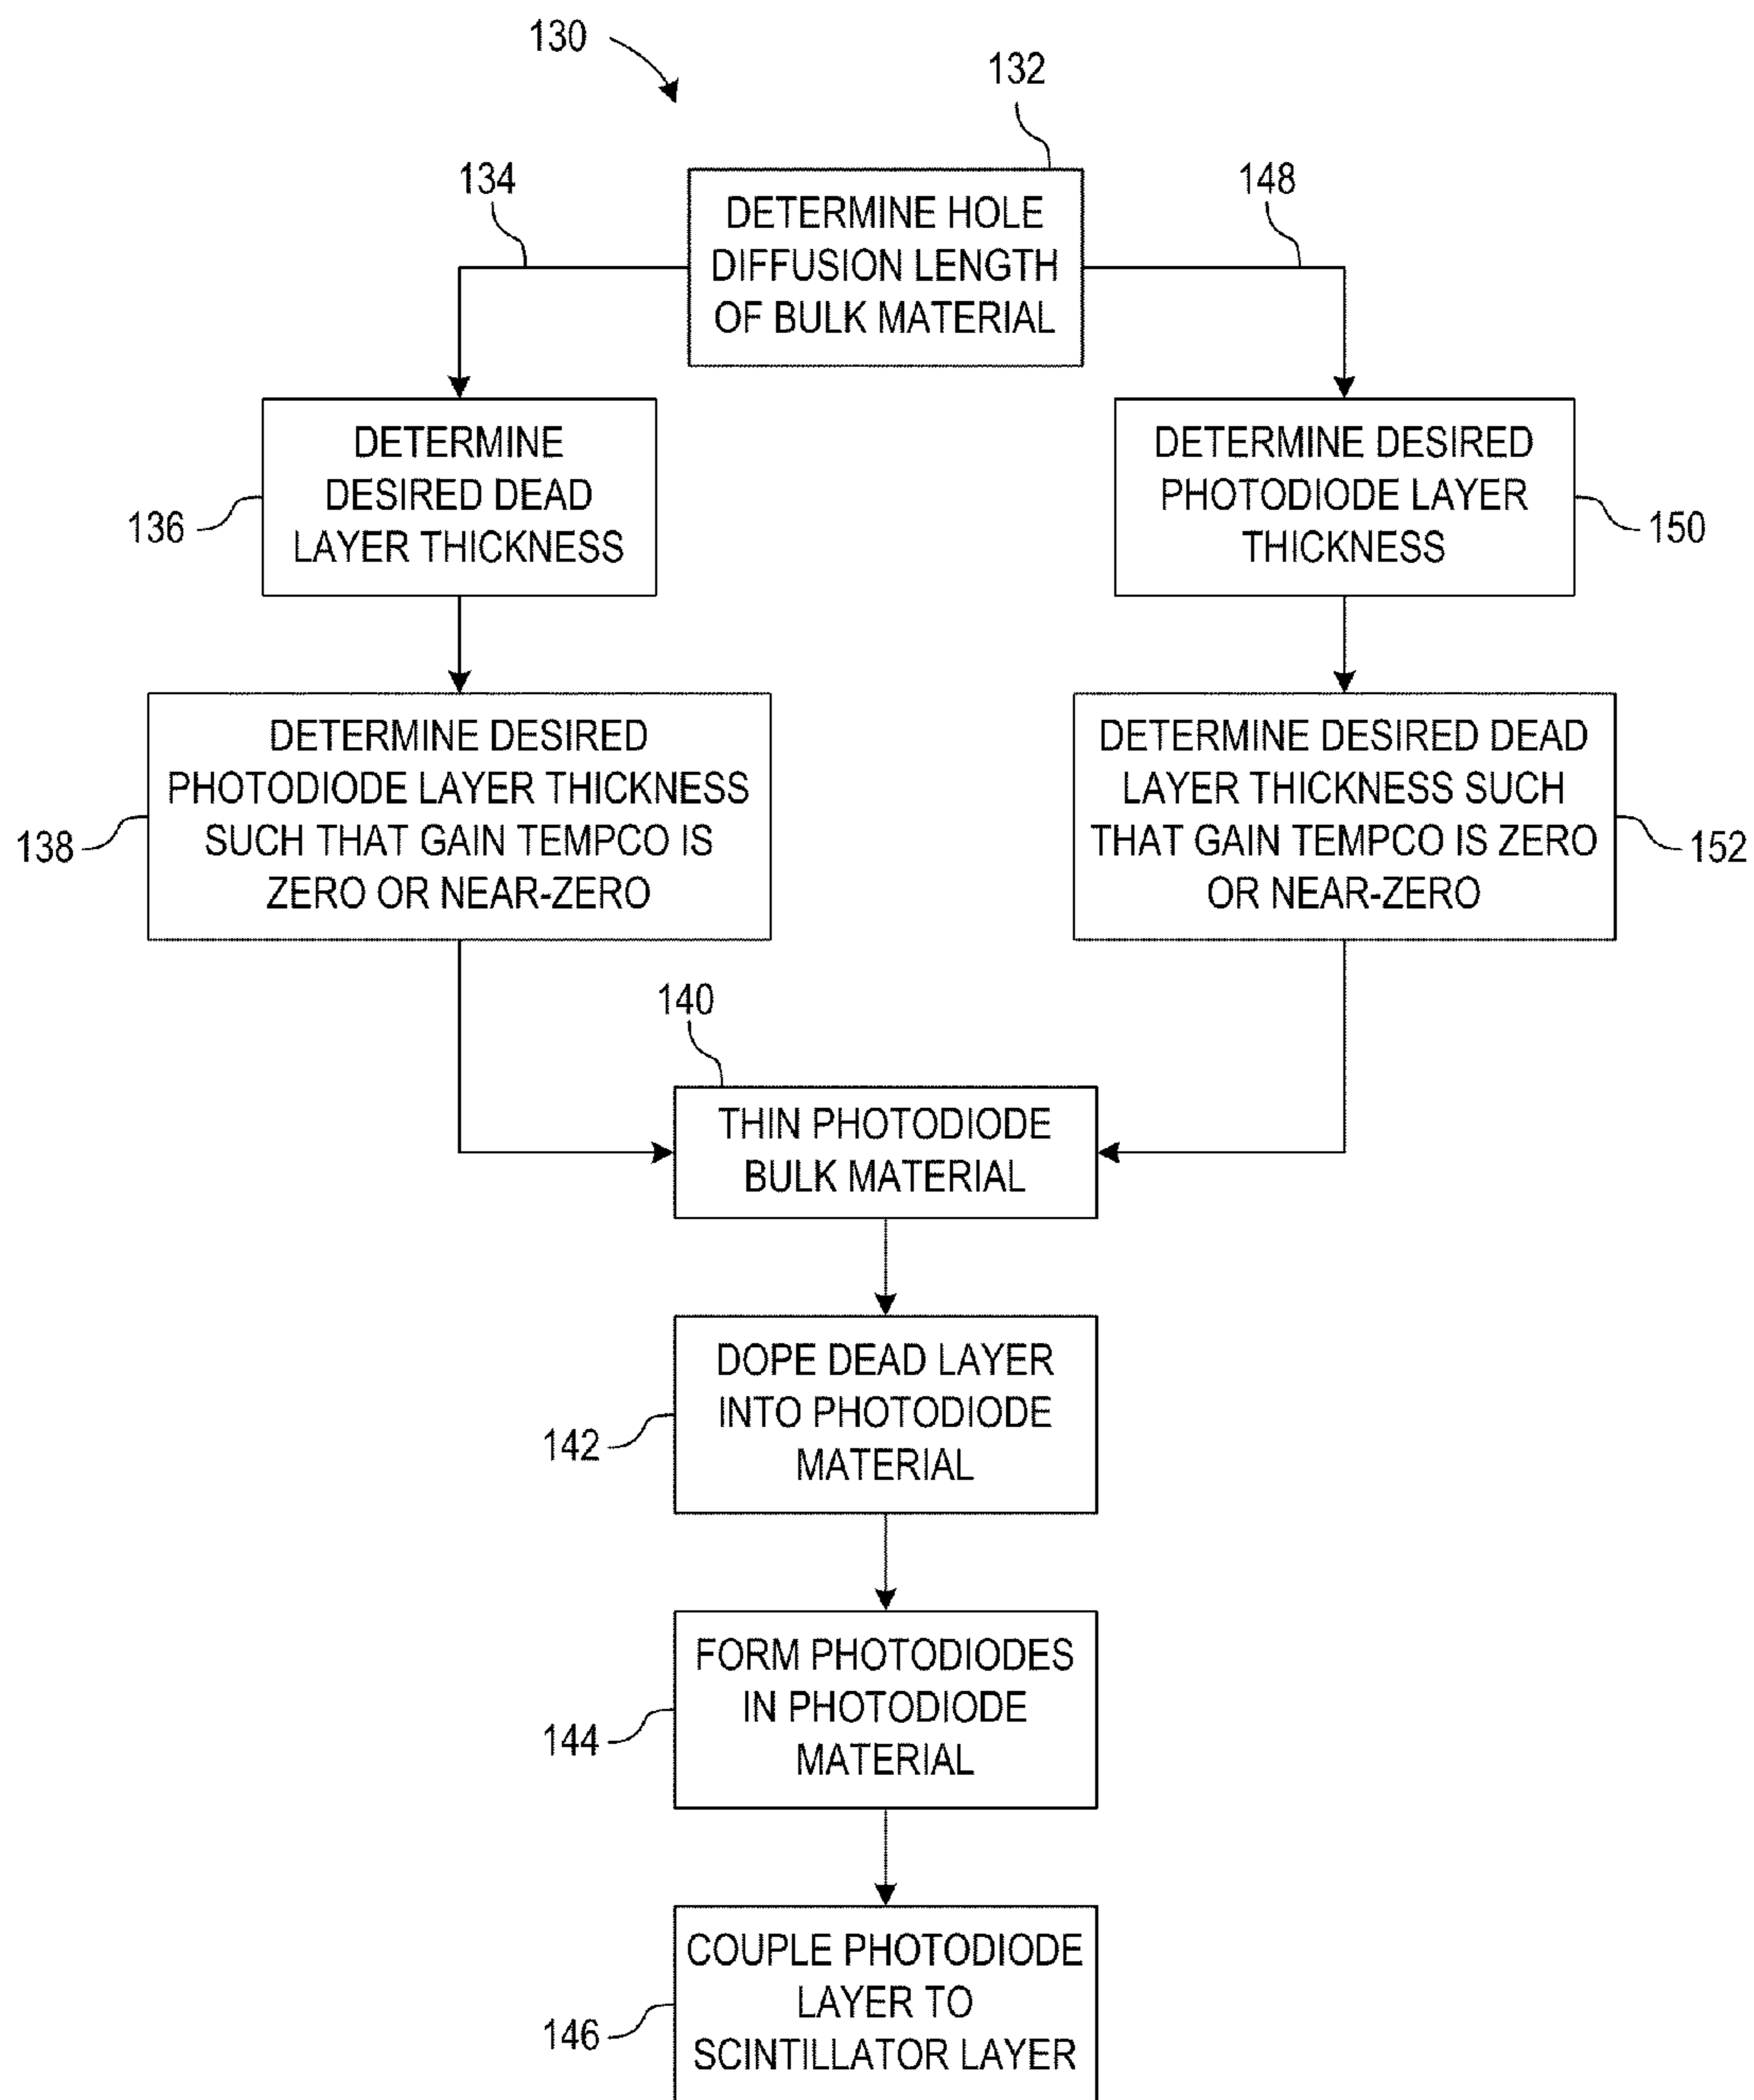 130
132
134
148
DETERMINE HOLE
DIFFUSION LENGTH
OF BULK MATERIAL
DETERMINE
DESIRED DEAD
LAYER THICKNESS
136
DETERMINE DESIRED
PHOTODIODE LAYER
THICKNESS
150
DETERMINE DESIRED
PHOTODIODE LAYER THICKNESS
SUCH THAT GAIN TEMPCO IS
ZERO OR NEAR-ZERO
138
DETERMINE DESIRED DEAD
LAYER THICKNESS SUCH
THAT GAIN TEMPCO IS ZERO
OR NEAR-ZERO
152
140
THIN PHOTODIODE
BULK MATERIAL
DOPE DEAD LAYER
INTO PHOTODIODE
MATERIAL
142
FORM PHOTODIODES
IN PHOTODIODE
MATERIAL
144
COUPLE PHOTODIODE
LAYER TO
SCINTILLATOR LAYER
146